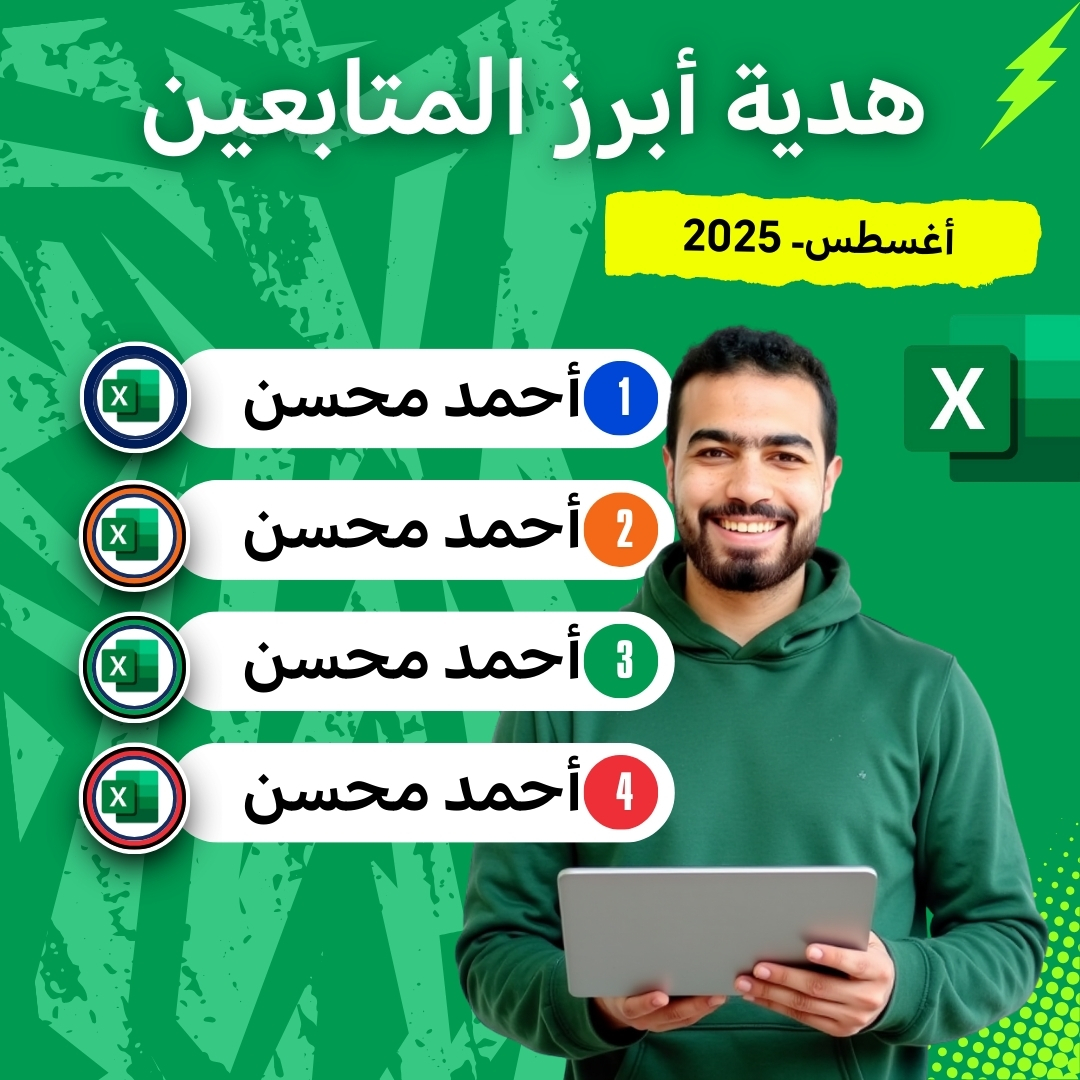 هدية أبرز المتابعين
أغسطس- 2025
X
1 أحمد محسن
X
2 أحمد محسن
X
3 أحمد محسن
X
4 أحمد محسن
X